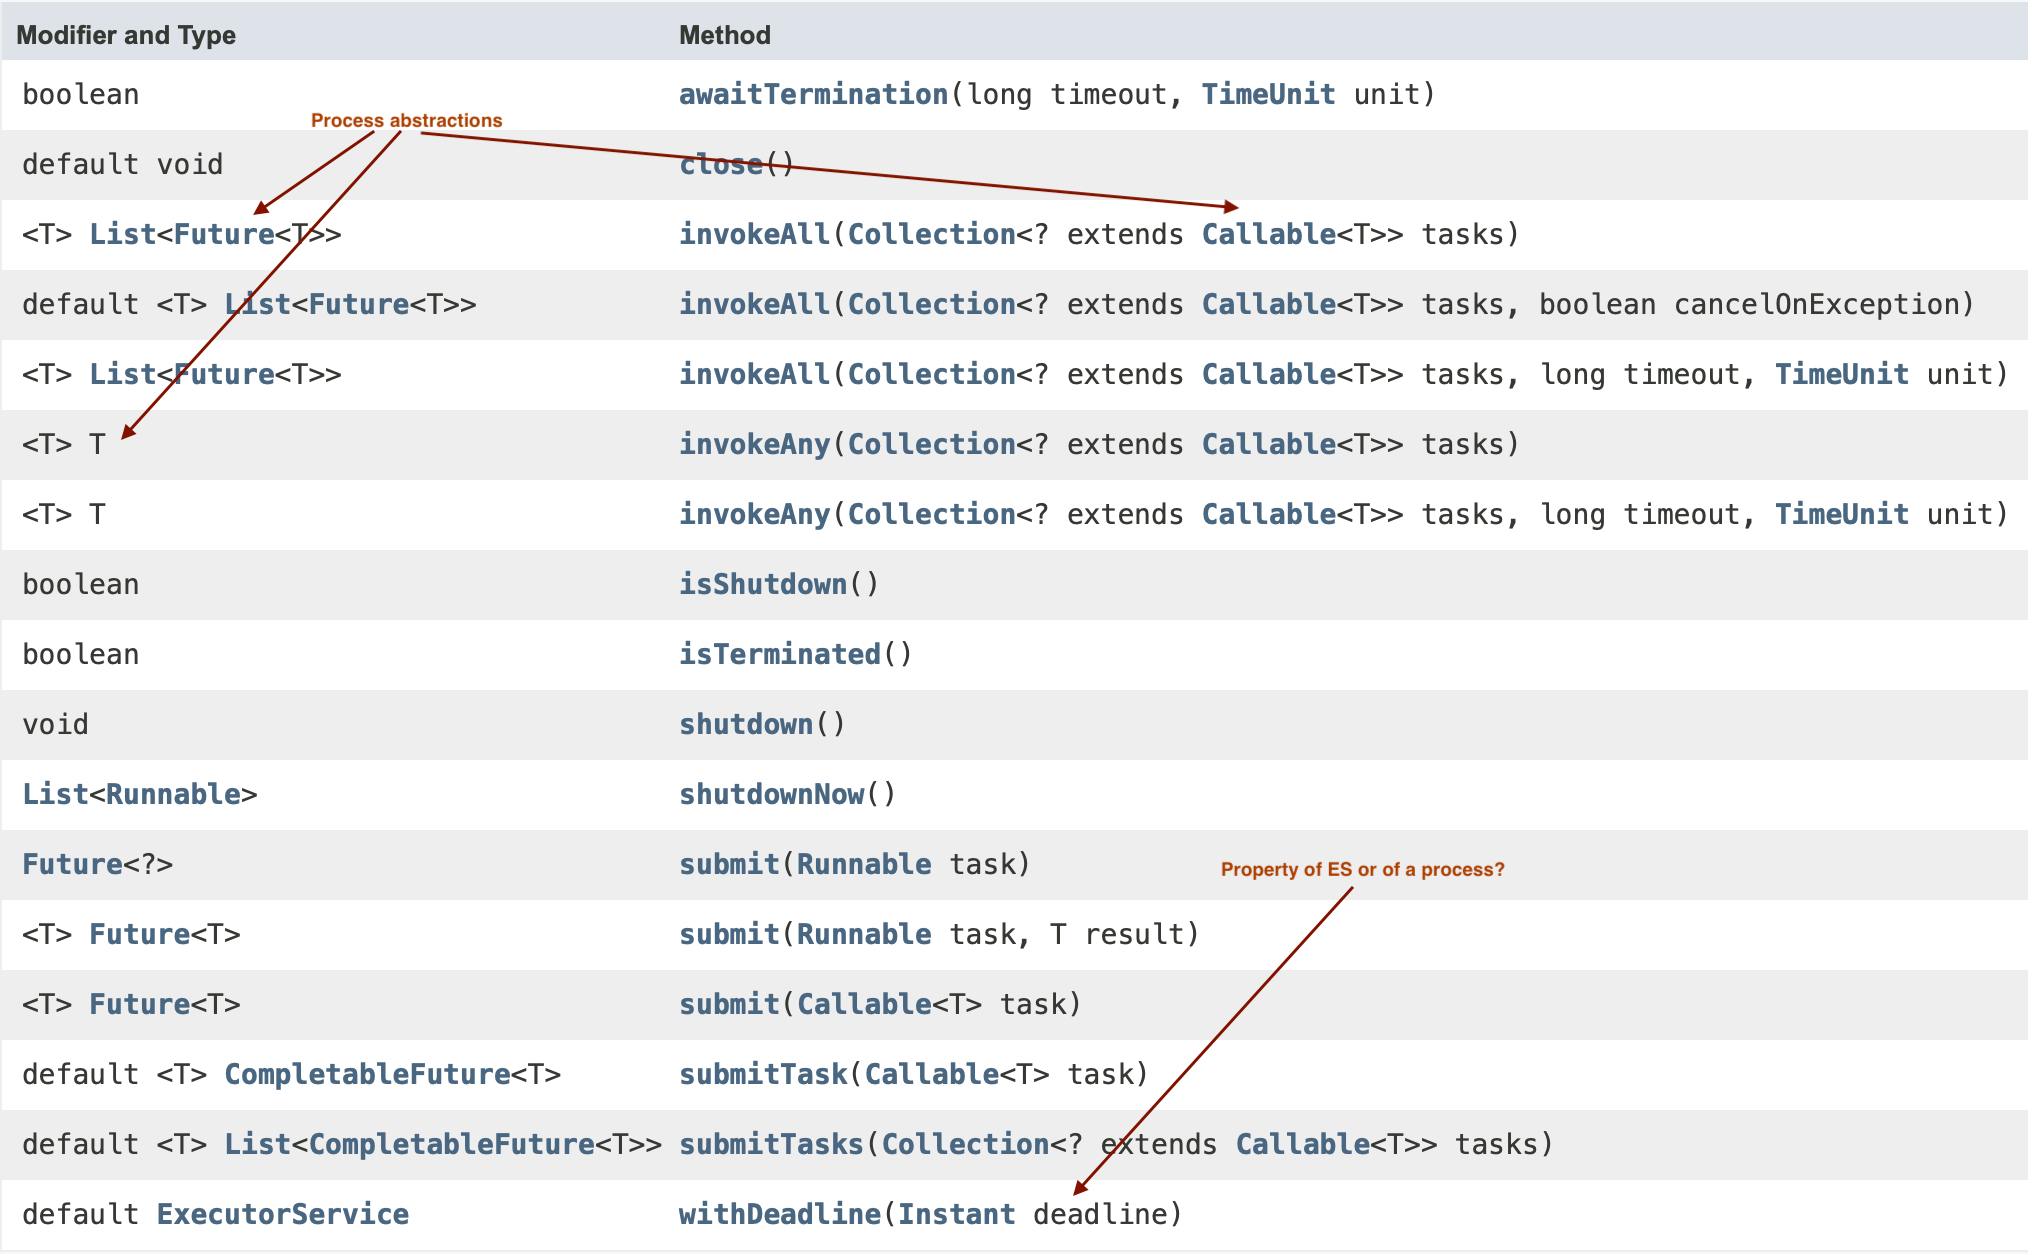 Modifier and Type Method
boolean awaitTermination(long timeout, TimeUnit unit)
Process abstractions
default void close()
<T> List<Future<T>> invokeAll(Collection<? extends Callable<T>> tasks)
default <T> List<Future<T>> invokeAll(Collection<? extends Callable<T>> tasks, boolean cancelOnException)
<T> List<Future<T>> invokeAll(Collection<? extends Callable<T>> tasks, long timeout, TimeUnit unit)
<T> T invokeAny(Collection<? extends Callable<T>> tasks)
<T> T invokeAny(Collection<? extends Callable<T>> tasks, long timeout, TimeUnit unit)
boolean isShutdown()
boolean isTerminated()
void shutdown()
List<Runnable> shutdownNow()
Future<?> submit(Runnable task)
Property of ES or of a process?
<T> Future<T> submit(Runnable task, T result)
<T> Future<T> submit(Callable<T> task)
default <T> CompletableFuture<T> submitTask(Callable<T> task)
default <T> List<CompletableFuture<T>> submitTasks(Collection<? extends Callable<T>> tasks)
default ExecutorService withDeadline(Instant deadline)